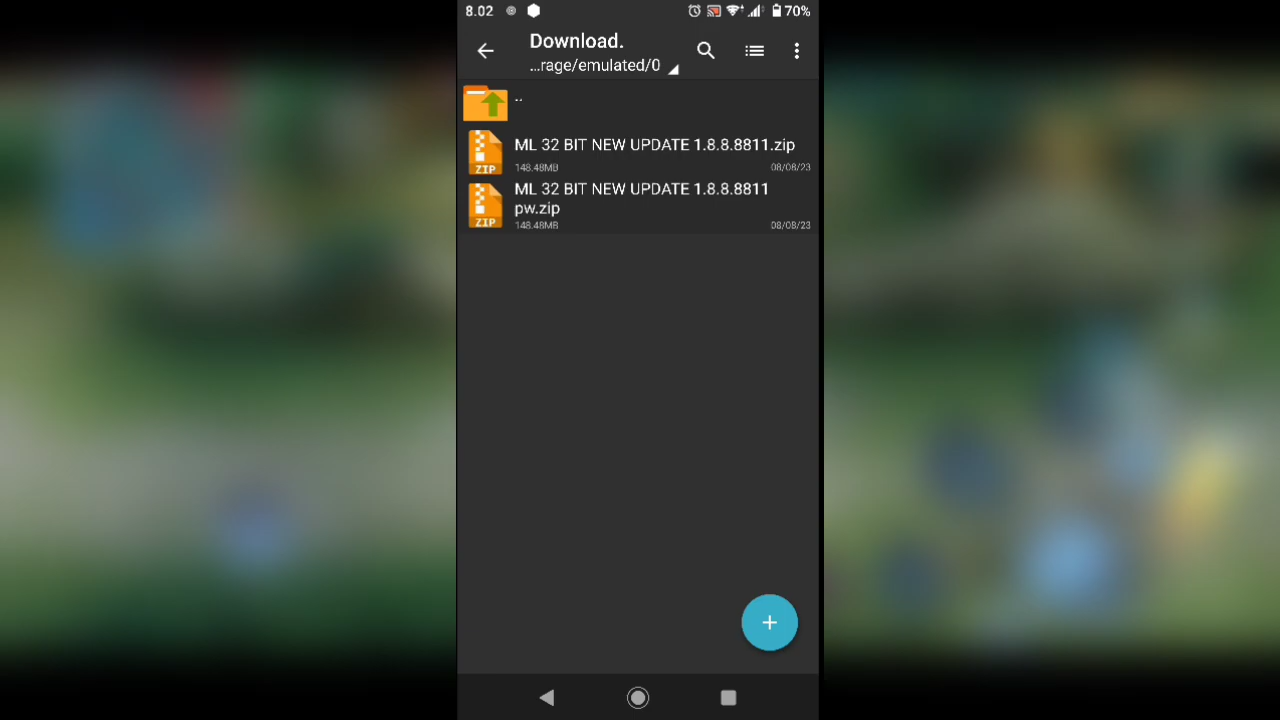 8.02
70%
Download.
...rage/emulated/0
..
ML 32 BIT NEW UPDATE 1.8.8.8811.zip
ZIP
148.48MB
08/08/23
ML 32 BIT NEW UPDATE 1.8.8.8811
pw.zip
ZIP
148.48MB
08/08/23